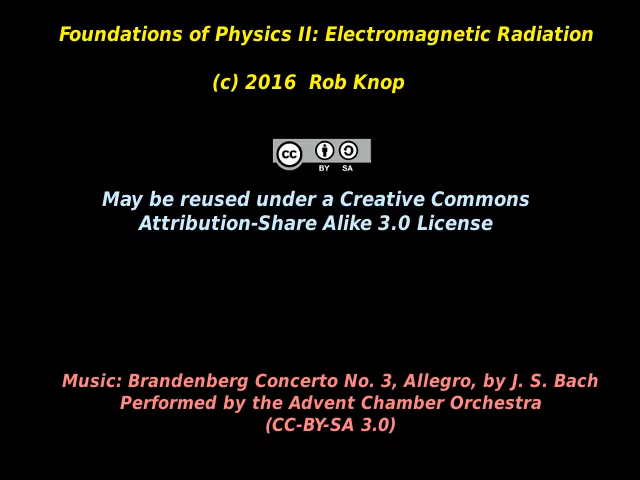 Foundations of Physics II: Electromagnetic Radiation
(c) 2016 Rob Knop
cc
BY SA
May be reused under a Creative Commons
Attribution-Share Alike 3.0 License
Music: Brandenberg Concerto No. 3, Allegro, by J. S. Bach
Performed by the Advent Chamber Orchestra
(CC-BY-SA 3.0)